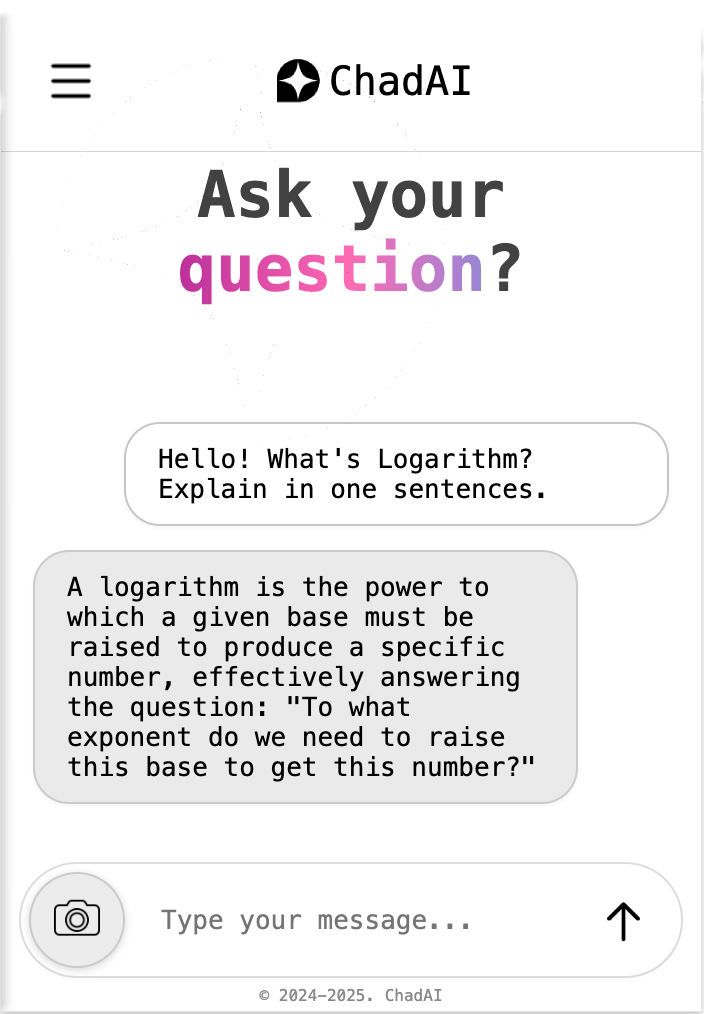 ChadAI
Ask your
question?
Hello! What's Logarithm?
Explain in one sentences.
A logarithm is the power to
which a given base must be
raised to produce a specific
number, effectively answering
the question: "To what
exponent do we need to raise
this base to get this number?"
Type your message...
© 2024–2025. ChadAI